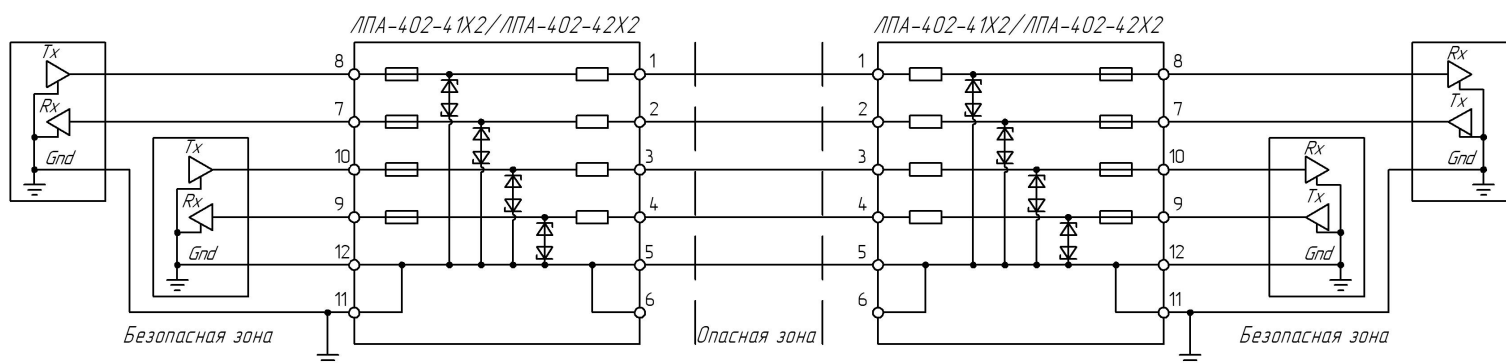 ЛПА-402-41Х2/ЛПА-402-42Х2 ЛПА-402-41Х2/ЛПА-402-42Х2
Tx 8 1 1 8 Rx
Rx 7 2 2 7 Tx
Gnd Tx 10 3 3 10 Rx Gnd
Rx 9 4 4 9 Tx
Gnd 12 5 5 12 Gnd
11 6 6 11
Безопасная зона Опасная зона Безопасная зона